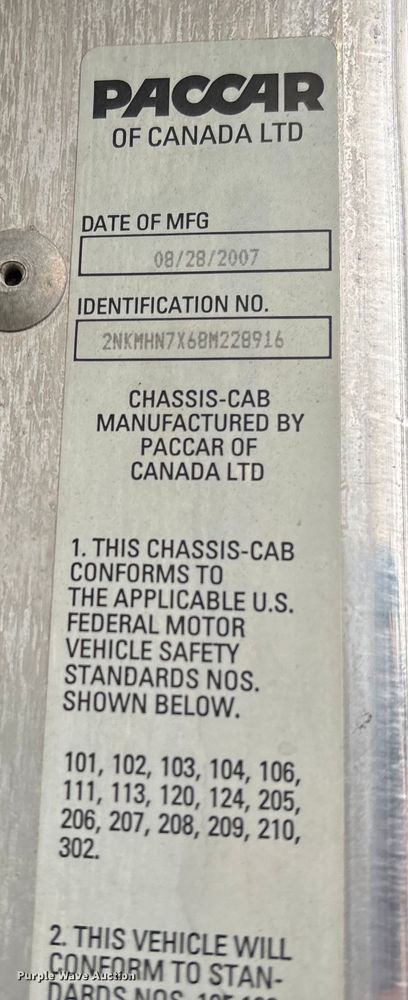 PACCAR
OF CANADA LTD
DATE OF MFG
08/28/2007
IDENTIFICATION NO.
2NKMHN7X68M228916
CHASSIS-CAB
MANUFACTURED BY
PACCAR OF
CANADA LTD
1. THIS CHASSIS-CAB
CONFORMS TO
THE APPLICABLE U.S.
FEDERAL MOTOR
VEHICLE SAFETY
STANDARDS NOS.
SHOWN BELOW.
101, 102, 103, 104, 106,
111, 113, 120, 124, 205,
206, 207, 208, 209, 210,
302.
2. THIS VEHICLE WILL
CONFORM TO STAN-
DARDS NOS.
Purple Wave Auction